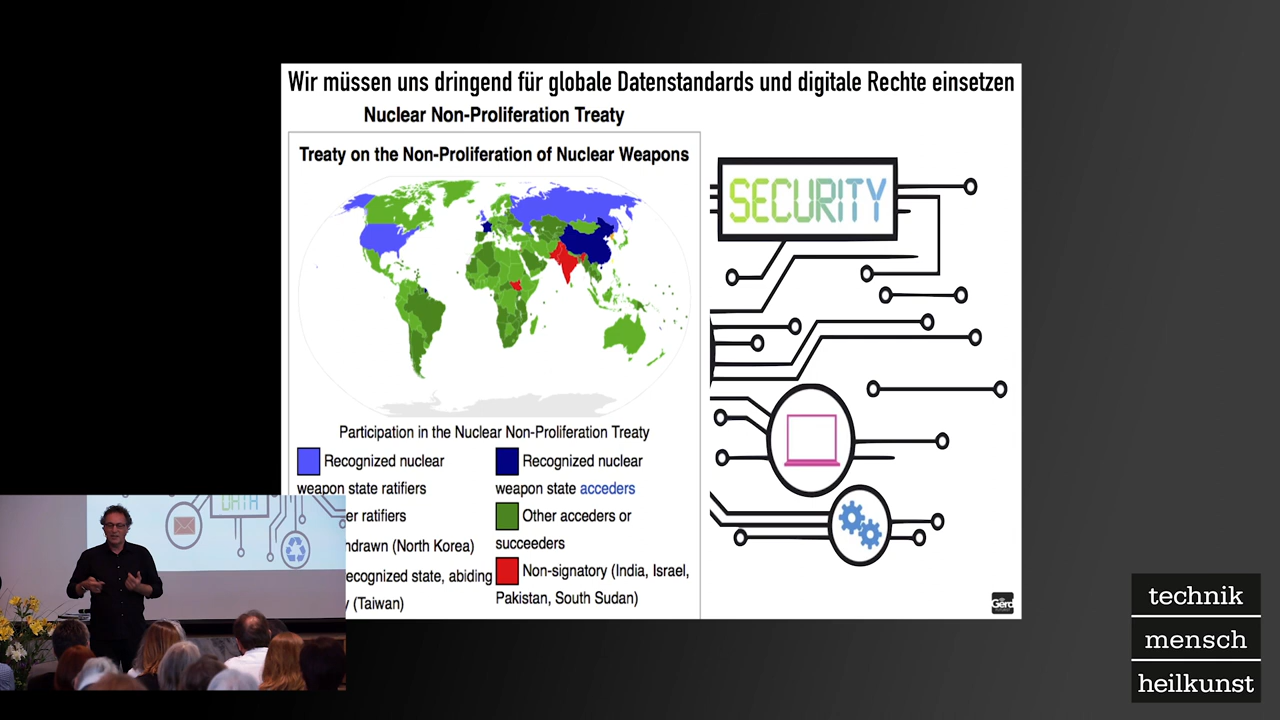 Wir müssen uns dringend für globale Datenstandards und digitale Rechte einsetzen
Nuclear Non-Proliferation Treaty
Treaty on the Non-Proliferation of Nuclear Weapons
Participation in the Nuclear Non-Proliferation Treaty
Recognized nuclear
weapon state ratifiers
er ratifiers
ndrawn (North Korea)
ecognized state, abiding
y (Taiwan)
Recognized nuclear
weapon state acceders
Other acceders or
succeeders
Non-signatory (India, Israel,
Pakistan, South Sudan)
SECURITY
DATA
Gerd
technik
mensch
heilkunst